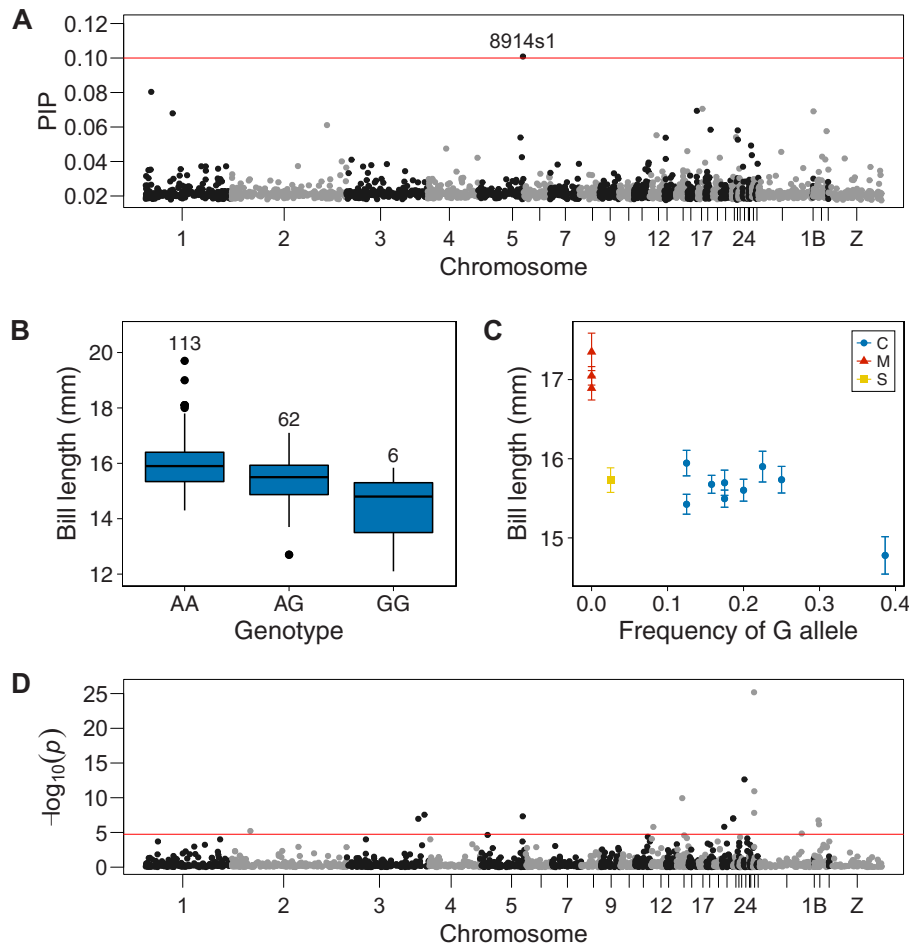 A
0.12
0.10
0.08
0.06
0.04
0.02
PIP
8914s1
1 2 3 4 5 7 9 12 17 24 1B Z
Chromosome
B
20
18
16
14
12
Bill length (mm)
113
62
6
AA AG GG
Genotype
C
17
16
15
Bill length (mm)
C
M
S
0.0 0.1 0.2 0.3 0.4
Frequency of G allele
D
25
20
15
10
5
0
-log10(p)
1 2 3 4 5 7 9 12 17 24 1B Z
Chromosome